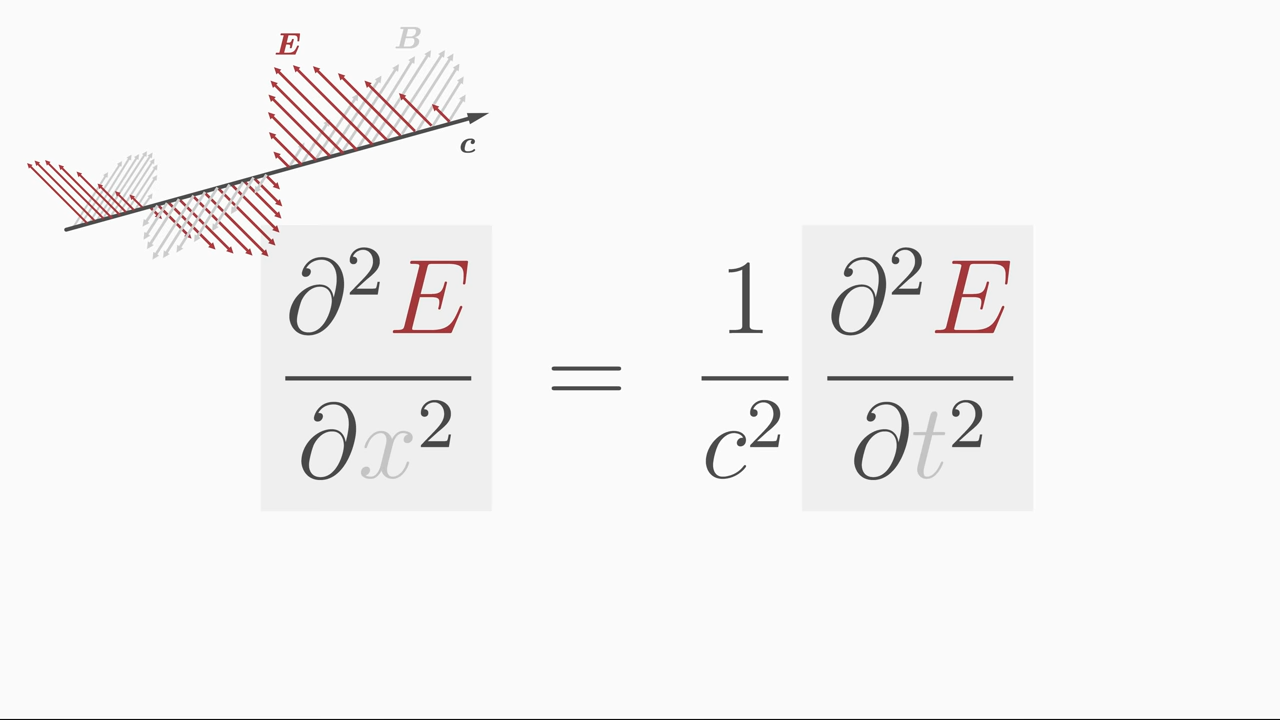 E
B
c
∂²E/∂x² = 1/c² ∂²E/∂t²